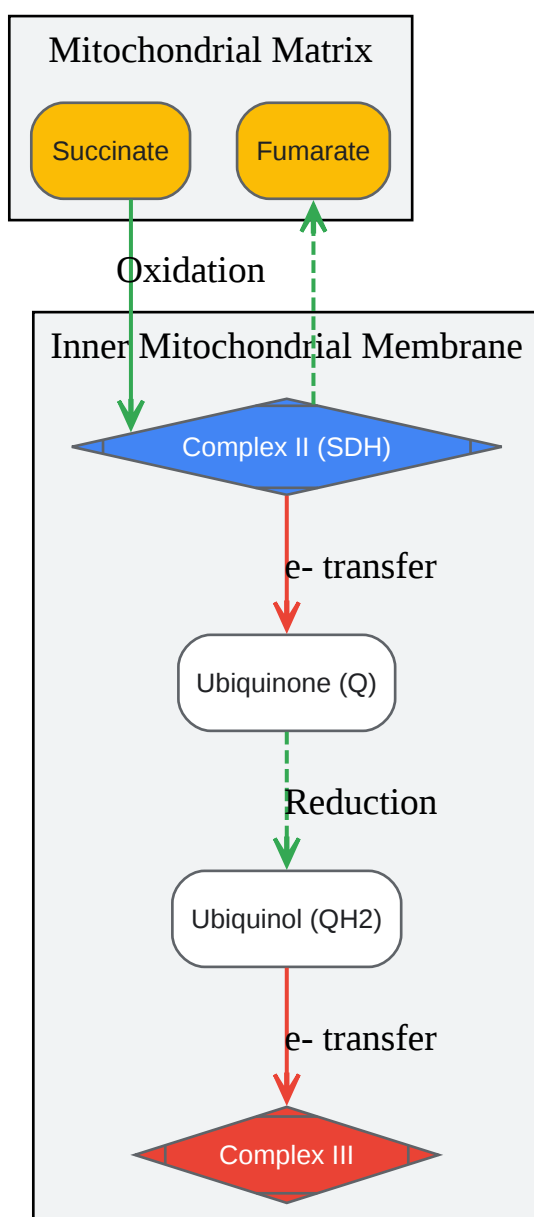 Mitochondrial Matrix
Succinate
Fumarate
Oxidation
Inner Mitochondrial Membrane
Complex II (SDH)
e- transfer
Ubiquinone (Q)
Reduction
Ubiquinol (QH2)
e- transfer
Complex III